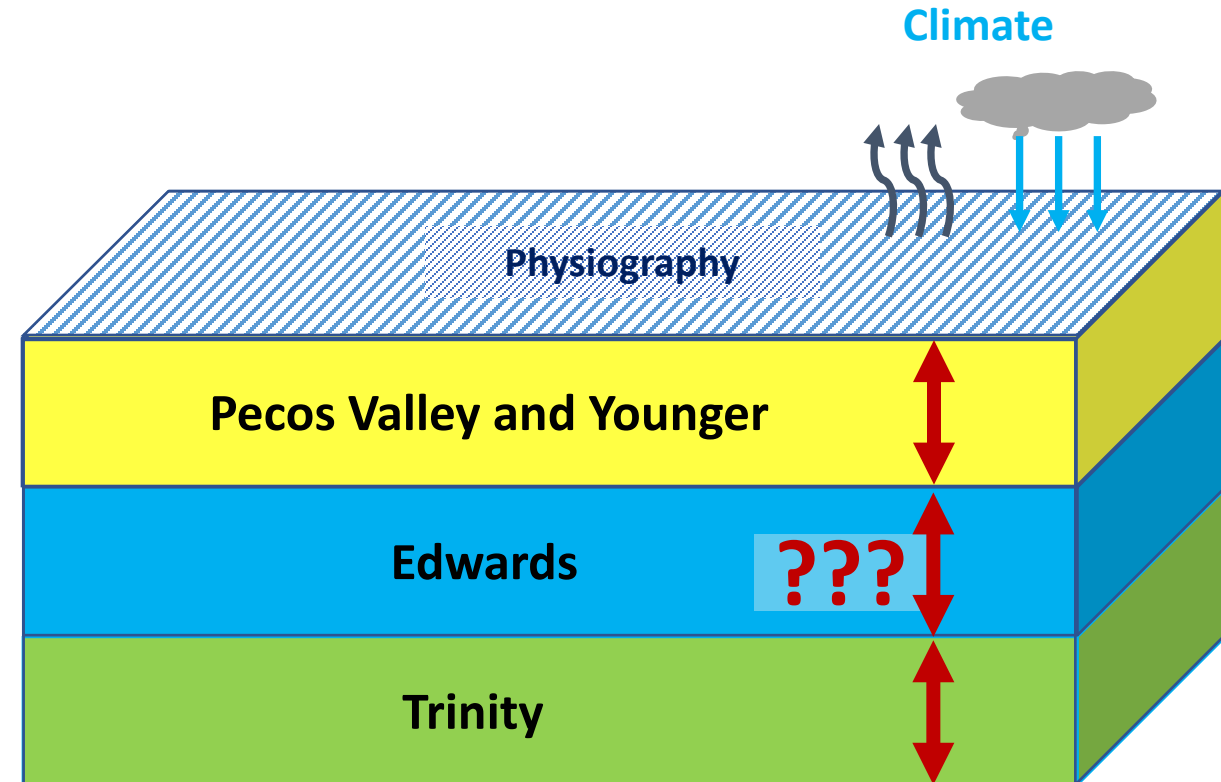 Climate
Physiography
Pecos Valley and Younger
Edwards
???
Trinity